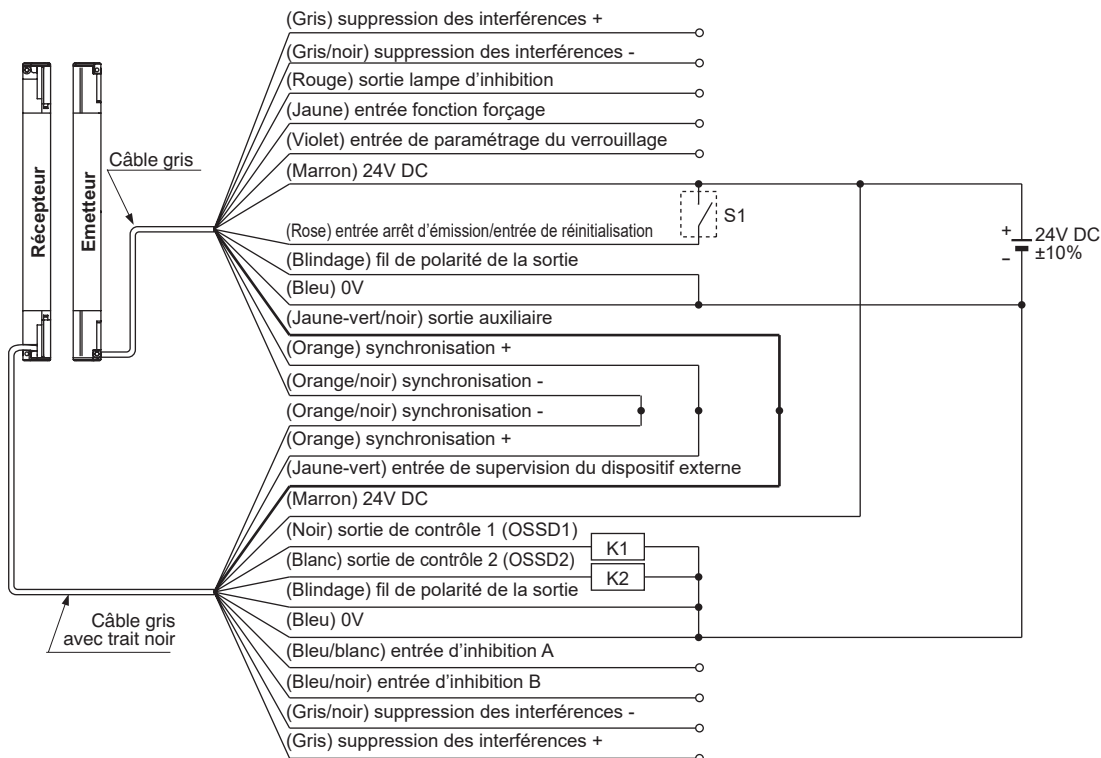 (Gris) suppression des interférences +
(Gris/noir) suppression des interférences -
(Rouge) sortie lampe d'inhibition
(Jaune) entrée fonction forçage
(Violet) entrée de paramétrage du verrouillage
(Marron) 24V DC
Câble gris
Récepteur
Emetteur
S1
(Rose) entrée arrêt d'émission/entrée de réinitialisation
+
24V DC
±10%
-
(Blindage) fil de polarité de la sortie
(Bleu) 0V
(Jaune-vert/noir) sortie auxiliaire
(Orange) synchronisation +
(Orange/noir) synchronisation -
(Orange/noir) synchronisation -
(Orange) synchronisation +
(Jaune-vert) entrée de supervision du dispositif externe
(Marron) 24V DC
(Noir) sortie de contrôle 1 (OSSD1)
K1
(Blanc) sortie de contrôle 2 (OSSD2)
K2
(Blindage) fil de polarité de la sortie
(Bleu) 0V
Câble gris
avec trait noir
(Bleu/blanc) entrée d'inhibition A
(Bleu/noir) entrée d'inhibition B
(Gris/noir) suppression des interférences -
(Gris) suppression des interférences +